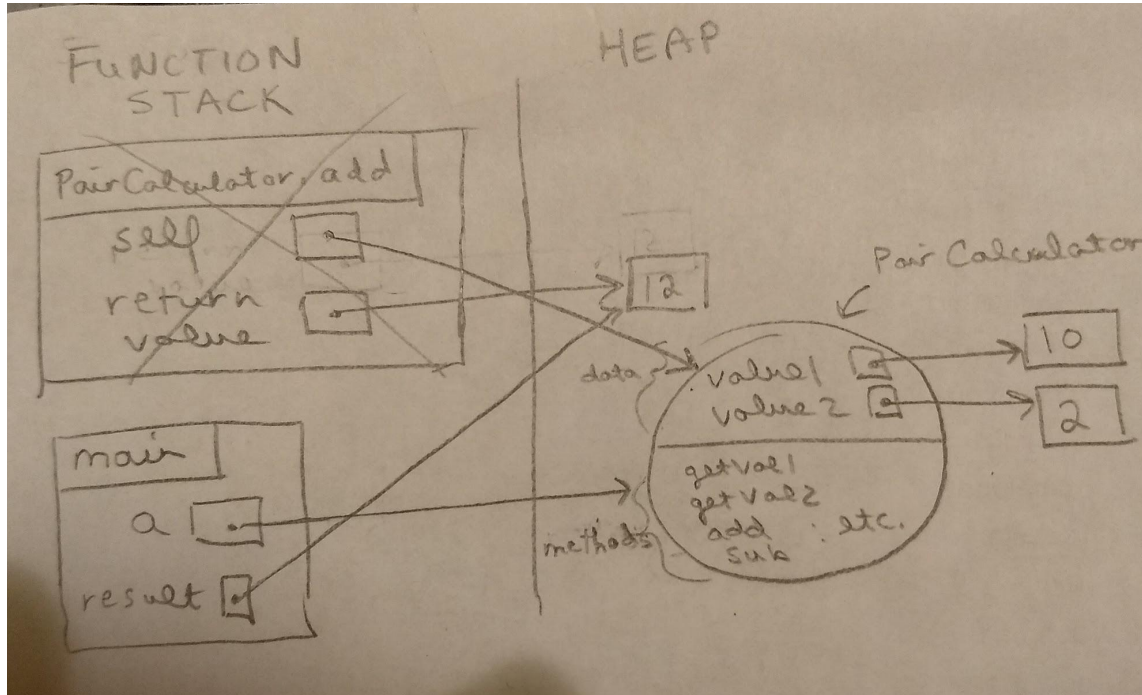 FUNCTION
STACK
HEAP
PairCalculator.add
self
return
value
12
Pair Calculator
data
value1
value2
10
2
main
a
result
methods
getVal1
getVal2
add : etc.
sub